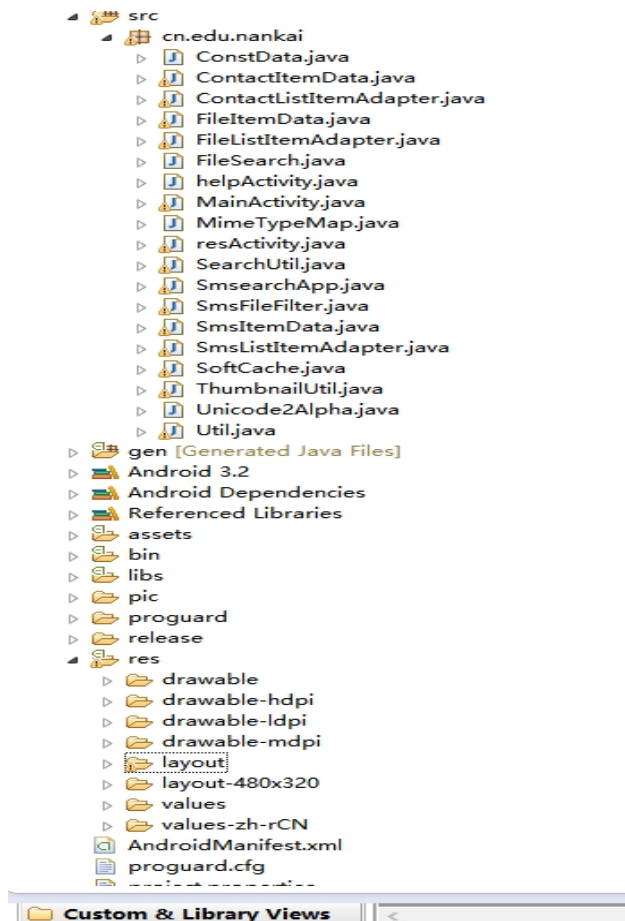 src
cn.edu.nankai
ConstData.java
ContactItemData.java
ContactListItemAdapter.java
FileItemData.java
FileListItemAdapter.java
FileSearch.java
helpActivity.java
MainActivity.java
MimeTypeMap.java
resActivity.java
SearchUtil.java
SmsearchApp.java
SmsFileFilter.java
SmsItemData.java
SmsListItemAdapter.java
SoftCache.java
ThumbnailUtil.java
Unicode2Alpha.java
Util.java
gen [Generated Java Files]
Android 3.2
Android Dependencies
Referenced Libraries
assets
bin
libs
pic
proguard
release
res
drawable
drawable-hdpi
drawable-ldpi
drawable-mdpi
layout
layout-480x320
values
values-zh-rCN
AndroidManifest.xml
proguard.cfg
project.properties
Custom & Library Views